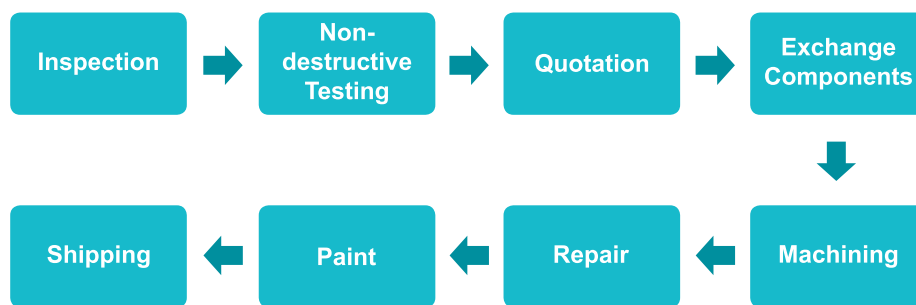 Inspection
Non-
destructive
Testing
Quotation
Exchange
Components
Machining
Repair
Paint
Shipping